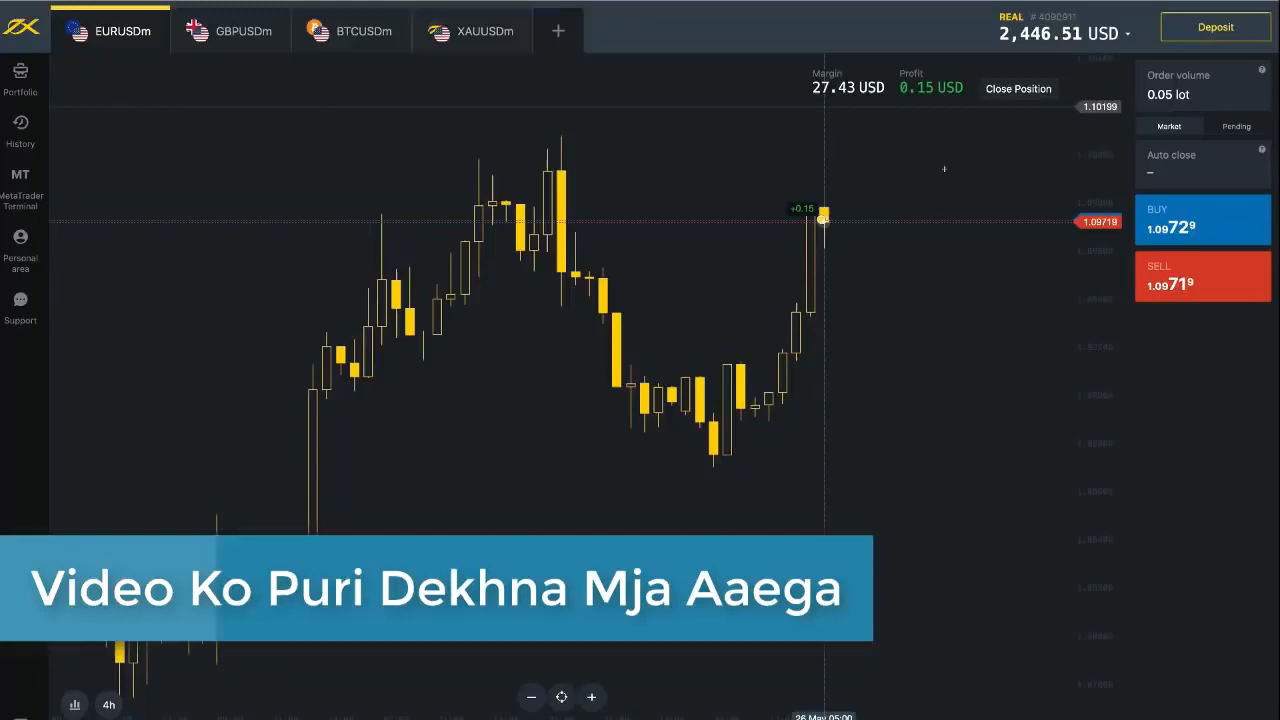 EURUSDm
GBPUSDm
BTCUSDm
XAUUSDm
REAL
2,446.51 USD
Deposit
Portfolio
History
MT
MetaTrader
Terminal
Personal
area
Support
Margin
27.43 USD
Profit
0.15 USD
Close Position
1.10199
+0.15
1.09719
Order volume
0.05 lot
Market
Pending
Auto close
BUY
1.09729
SELL
1.09719
Video Ko Puri Dekhna Mja Aaega
4h
26 May 05:00